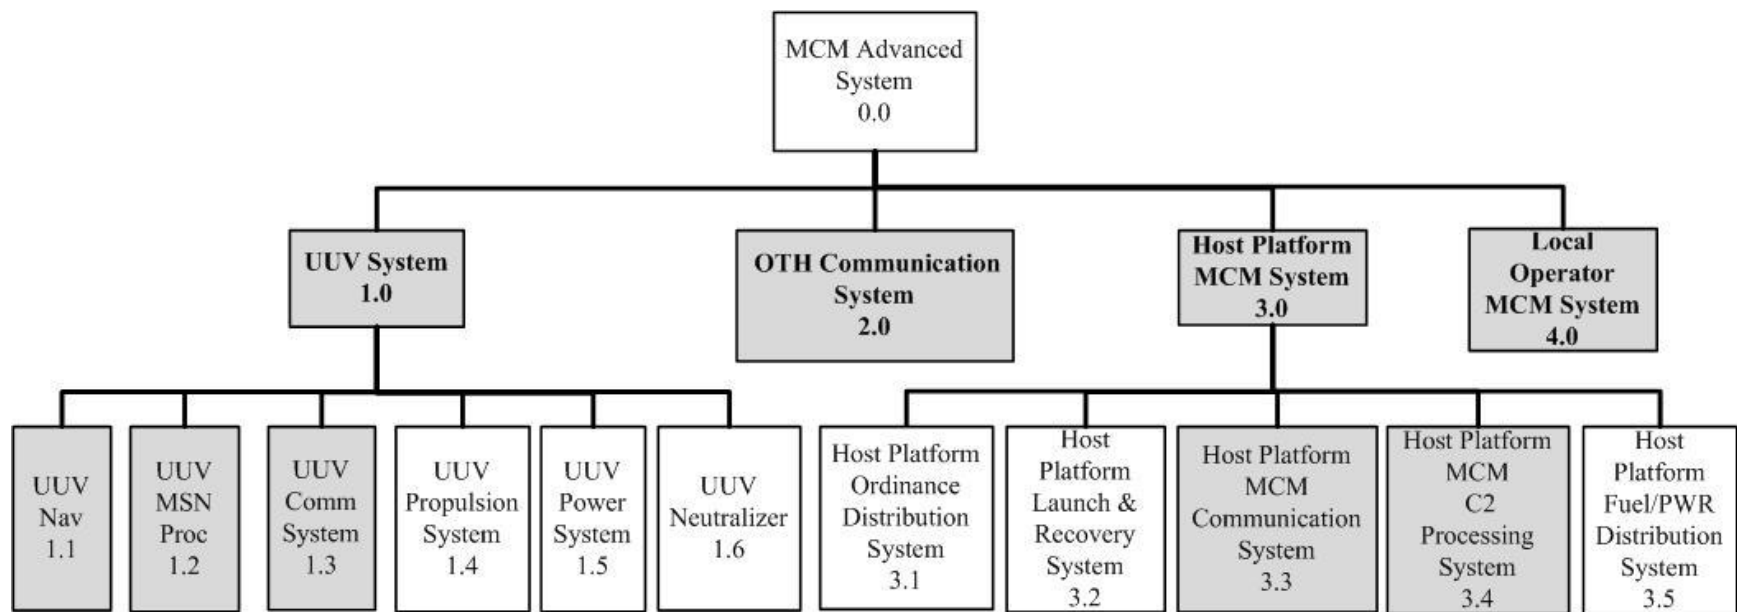 MCM Advanced
System
0.0
UUV System
1.0
OTH Communication
System
2.0
Host Platform
MCM System
3.0
Local
Operator
MCM System
4.0
UUV
Nav
1.1
UUV
MSN
Proc
1.2
UUV
Comm
System
1.3
UUV
Propulsion
System
1.4
UUV
Power
System
1.5
UUV
Neutralizer
1.6
Host Platform
Ordinance
Distribution
System
3.1
Host
Platform
Launch &
Recovery
System
3.2
Host Platform
MCM
Communication
System
3.3
Host Platform
MCM
C2
Processing
System
3.4
Host
Platform
Fuel/PWR
Distribution
System
3.5